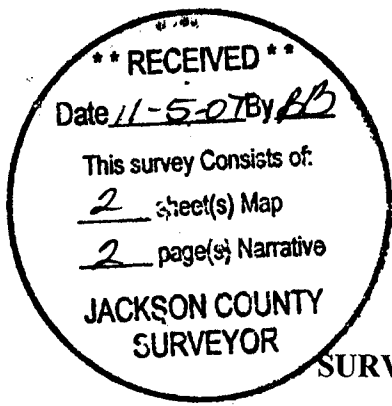 ** RECEIVED **
Date 11-5-07 By BB
This survey Consists of:
2 sheet(s) Map
2 page(s) Narrative
JACKSON COUNTY
SURVEYOR
SURV